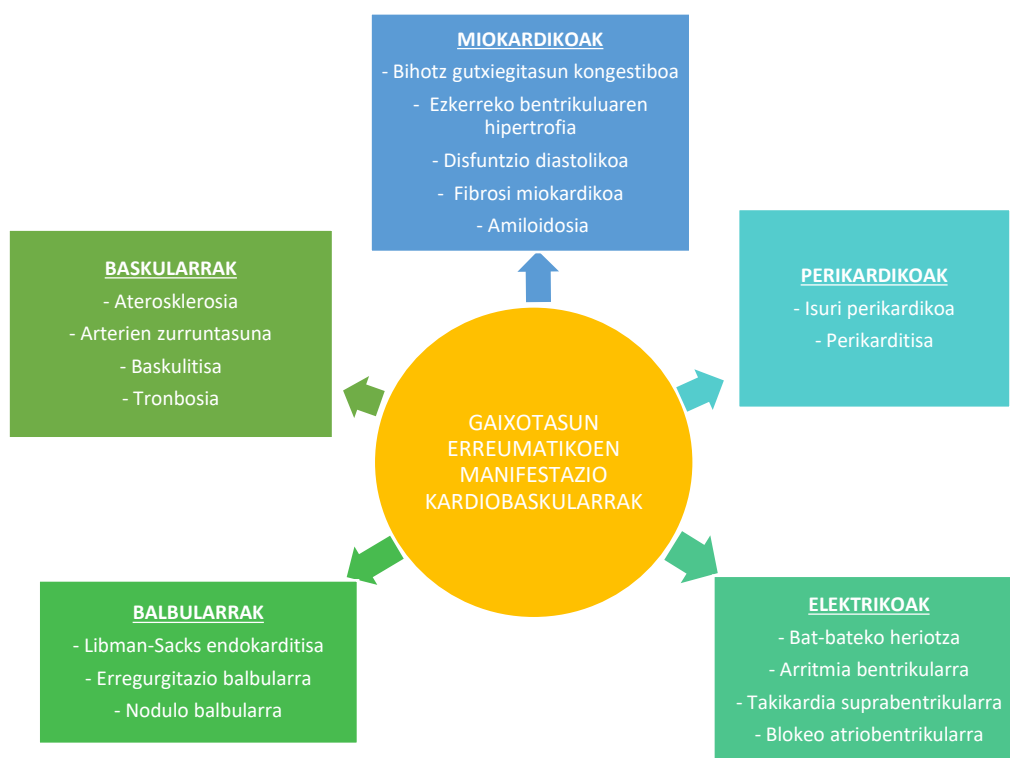 MIOKARDIKOAK
- Bihotz gutxiegitasun kongestiboa
- Ezkerreko bentrikuluaren
hipertrofia
- Disfuntzio diastolikoa
- Fibrosi miokardikoa
- Amiloidosia
BASKULARRAK
- Aterosklerosia
- Arterien zurruntasuna
- Baskulitisa
- Tronbosia
PERIKARDIKOAK
- Isuri perikardikoa
- Perikarditisa
GAIXOTASUN
ERREUMATIKOEN
MANIFESTAZIO
KARDIOBASKULARRAK
BALBULARRAK
- Libman-Sacks endokarditisa
- Erregurgitazio balbularra
- Nodulo balbularra
ELEKTRIKOAK
- Bat-bateko heriotza
- Arritmia bentrikularra
- Takikardia suprabentrikularra
- Blokeo atriobentrikularra